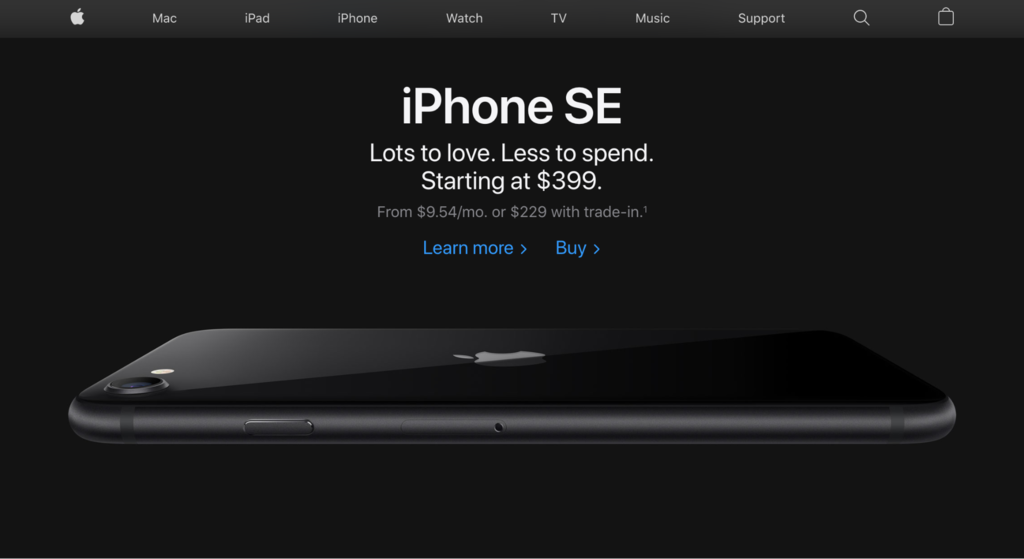 Mac iPad iPhone Watch TV Music Support
iPhone SE
Lots to love. Less to spend.
Starting at $399.
From $9.54/mo. or $229 with trade-in.¹
Learn more > Buy >